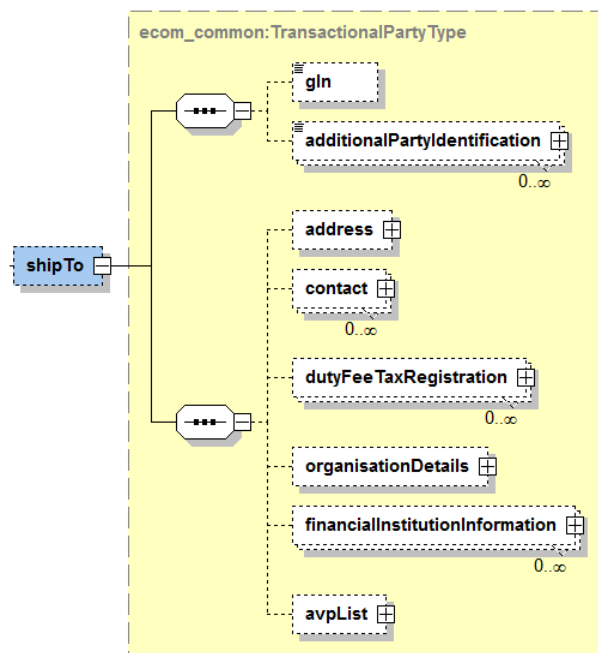 ecom_common:TransactionalPartyType
gln
additionalPartyIdentification
0..∞
address
shipTo
contact
0..∞
dutyFeeTaxRegistration
0..∞
organisationDetails
financialInstitutionInformation
0..∞
avpList